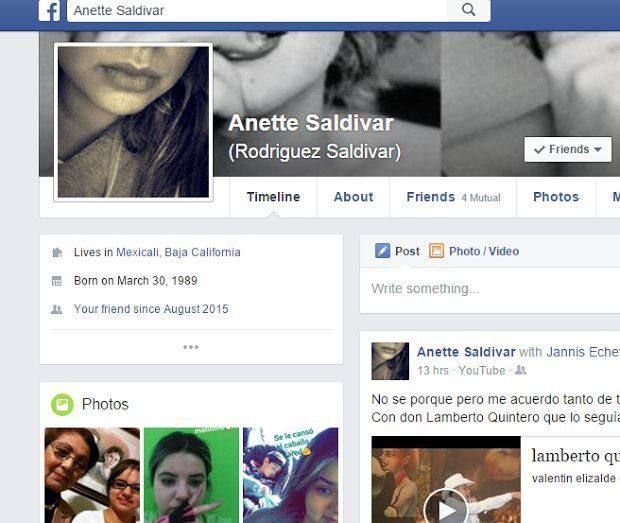 Anette Saldivar
Anette Saldivar
(Rodriguez Saldivar)
Friends
Timeline
About
Friends 4 Mutual
Photos
Lives in Mexicali, Baja California
Born on March 30, 1989
Your friend since August 2015
Post
Photo / Video
Write something...
Anette Saldivar with Jannis Eche
13 hrs · YouTube ·
No se porque pero me acuerdo tanto de t
Con don Lamberto Quintero que lo seguía
Photos
Se le cansó
el caballo
lamberto qu
valentin elizalde